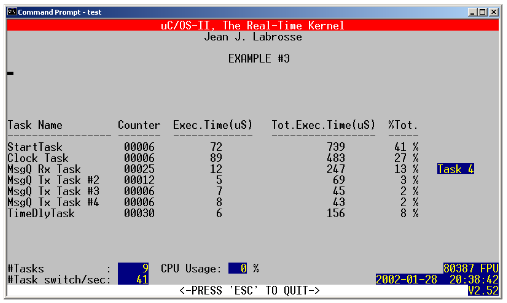 Command Prompt - test
uC/OS-II, The Real-Time Kernel
Jean J. Labrosse
EXAMPLE #3
Task Name Counter Exec.Time(uS) Tot.Exec.Time(uS) %Tot.
StartTask 00006 72 739 41 %
Clock Task 00006 89 483 27 %
MsgQ Rx Task 00025 12 247 13 % Task 4
MsgQ Tx Task #2 00012 5 69 3 %
MsgQ Tx Task #3 00006 7 45 2 %
MsgQ Tx Task #4 00006 8 43 2 %
TimeDlyTask 00030 6 156 8 %
#Tasks : 9 CPU Usage: 0 % 80387 FPU
#Task switch/sec: 41 2002-01-28 20:38:42
<-PRESS 'ESC' TO QUIT-> V2.52